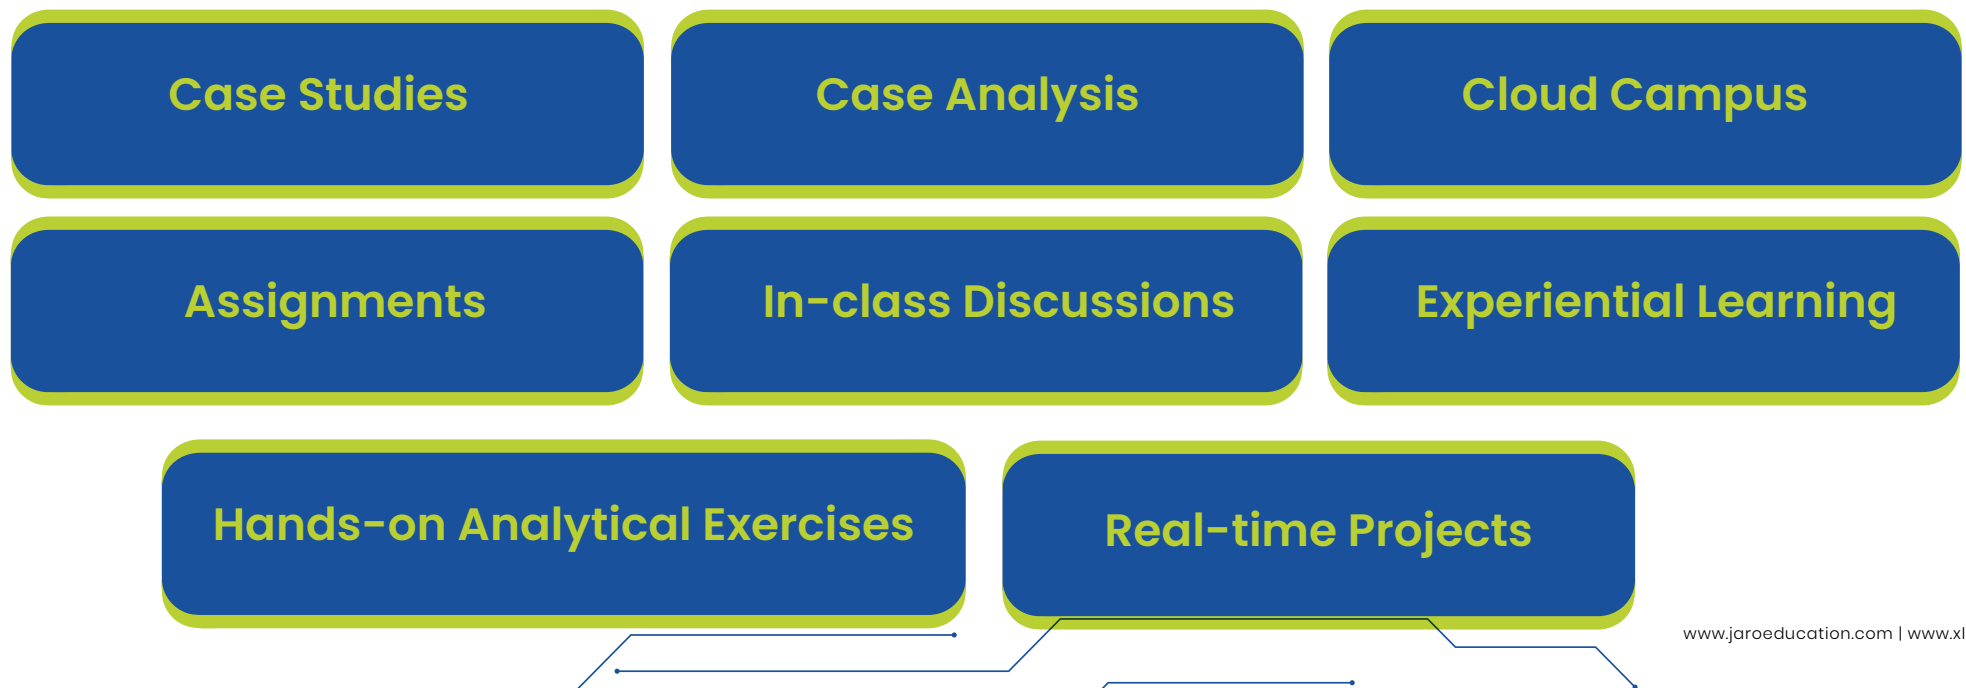 Case Studies
Case Analysis
Cloud Campus
Assignments
In-class Discussions
Experiential Learning
Hands-on Analytical Exercises
Real-time Projects
www.jaroeducation.com | www.xl